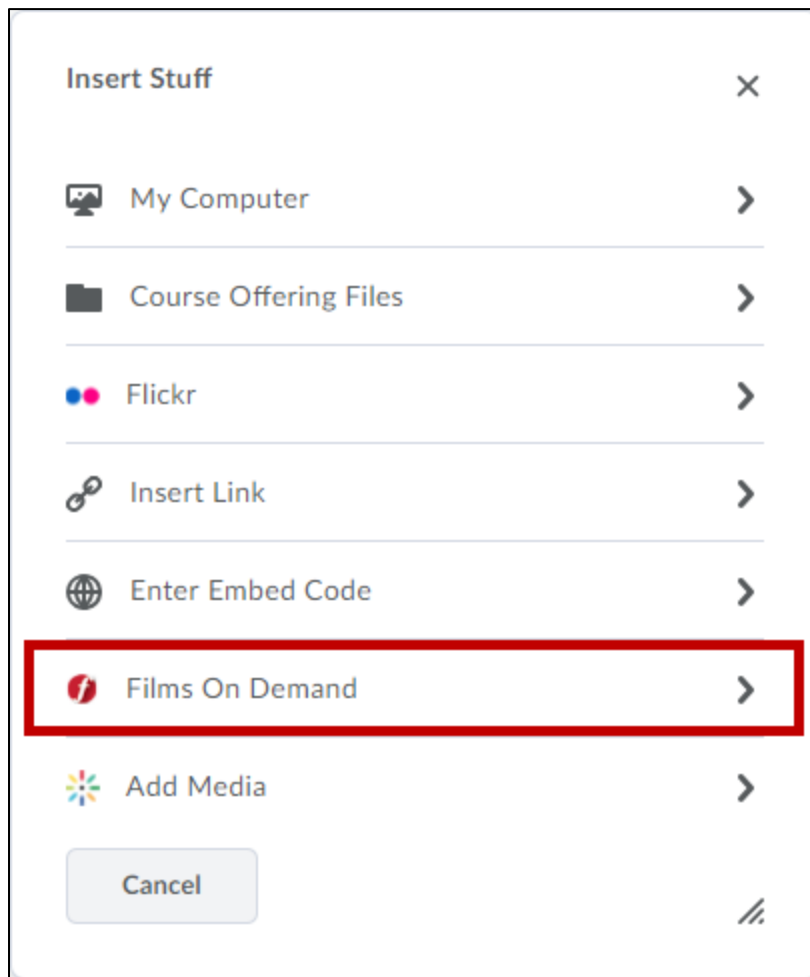 Insert Stuff
My Computer
Course Offering Files
Flickr
Insert Link
Enter Embed Code
Films On Demand
Add Media
Cancel